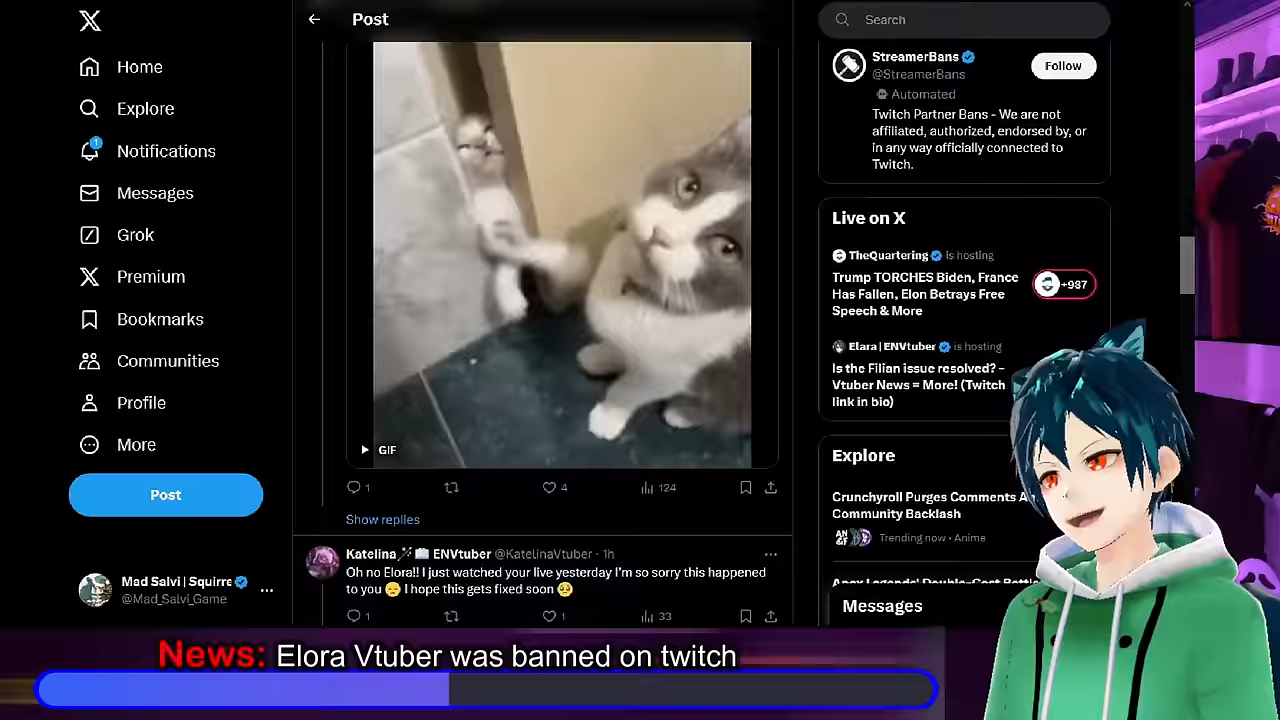 Home
Explore
1
Notifications
Messages
Grok
Premium
Bookmarks
Communities
Profile
More
Post
Mad Salvi | Squirre
@Mad_Salvi_Game
Post
GIF
1
4
124
Show replies
Katelina ENVtuber @KatelinaVtuber · 1h
Oh no Elora!! I just watched your live yesterday I'm so sorry this happened
to you I hope this gets fixed soon
1
1
33
Search
StreamerBans
@StreamerBans
Follow
Automated
Twitch Partner Bans - We are not
affiliated, authorized, endorsed by, or
in any way officially connected to
Twitch.
Live on X
TheQuartering is hosting
Trump TORCHES Biden, France
Has Fallen, Elon Betrays Free
Speech & More
+987
Elara | ENVtuber is hosting
Is the Filian issue resolved? -
Vtuber News = More! (Twitch
link in bio)
Explore
Crunchyroll Purges Comments A
Community Backlash
Trending now · Anime
Messages
News: Elora Vtuber was banned on twitch